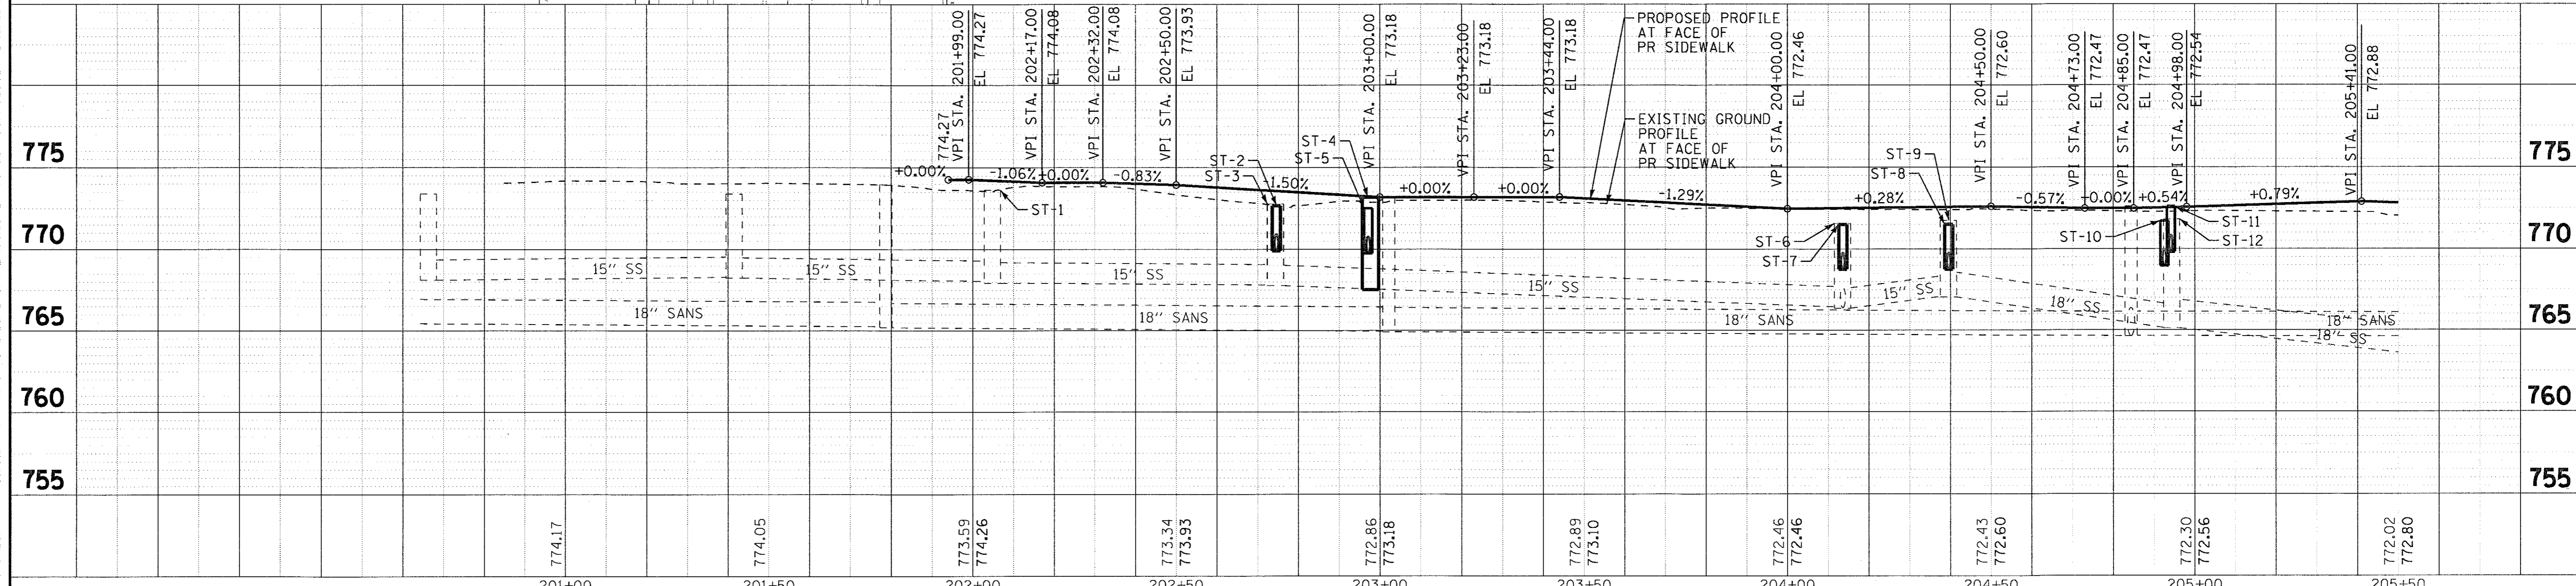 VPI STA. 201+99.00
EL 774.27
VPI STA. 202+17.00
EL 774.08
VPI STA. 202+32.00
EL 774.08
VPI STA. 202+50.00
EL 773.93
VPI STA. 203+00.00
EL 773.18
VPI STA. 203+23.00
EL 773.18
VPI STA. 203+44.00
EL 773.18
PROPOSED PROFILE
AT FACE OF
PR SIDEWALK
VPI STA. 204+00.00
EL 772.46
VPI STA. 204+50.00
EL 772.60
VPI STA. 204+73.00
EL 772.47
VPI STA. 204+85.00
EL 772.47
VPI STA. 204+98.00
EL 772.54
VPI STA. 205+41.00
EL 772.88
EXISTING GROUND
PROFILE
AT FACE OF
PR SIDEWALK
774.27
775
775
+0.00%
-1.06%
+0.00%
-0.83%
-1.50%
+0.00%
+0.00%
-1.29%
+0.28%
-0.57%
+0.00%
+0.54%
+0.79%
ST-1
ST-2
ST-3
ST-4
ST-5
ST-6
ST-7
ST-9
ST-8
ST-10
ST-11
ST-12
770
770
15'' SS
15'' SS
15'' SS
15'' SS
15'' SS
18'' SS
765
765
18'' SANS
18'' SANS
18'' SANS
18'' SANS
18'' SS
760
760
755
755
774.17
774.05
773.59
774.26
773.34
773.93
772.86
773.18
772.89
773.10
772.46
772.46
772.43
772.60
772.30
772.56
772.02
772.80
201+00
201+50
202+00
202+50
203+00
203+50
204+00
204+50
205+00
205+50